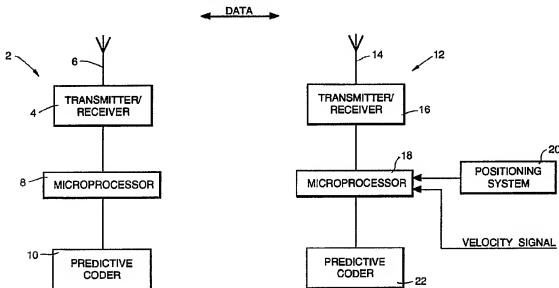 DATA
2
6
TRANSMITTER/
RECEIVER
4
8
MICROPROCESSOR
10
PREDICTIVE
CODER
14
12
TRANSMITTER/
RECEIVER
16
18
MICROPROCESSOR
20
POSITIONING
SYSTEM
VELOCITY SIGNAL
PREDICTIVE
CODER
22